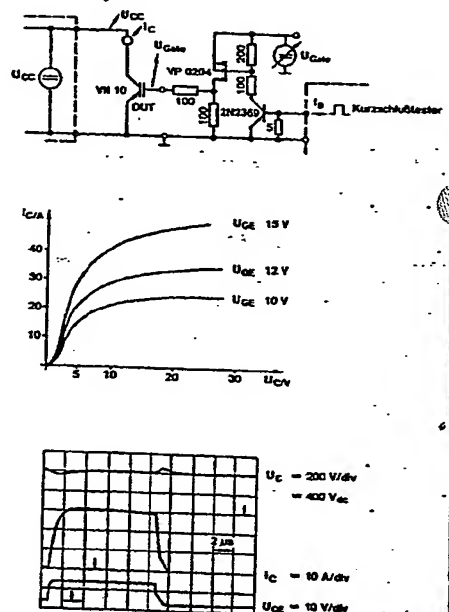 UCC
IC
UGate
UCC
VN 10
DUT
100
VP 0204
200
100
UGate
100
2N2369
5
Kurzschlußtester
IC/A
40
30
20
10
UGE 15 V
UGE 12 V
UGE 10 V
5
10
20
30
UC/V
UC = 200 V/div
= 400 Vdc
2 µs
IC = 10 A/div
UGE = 10 V/div